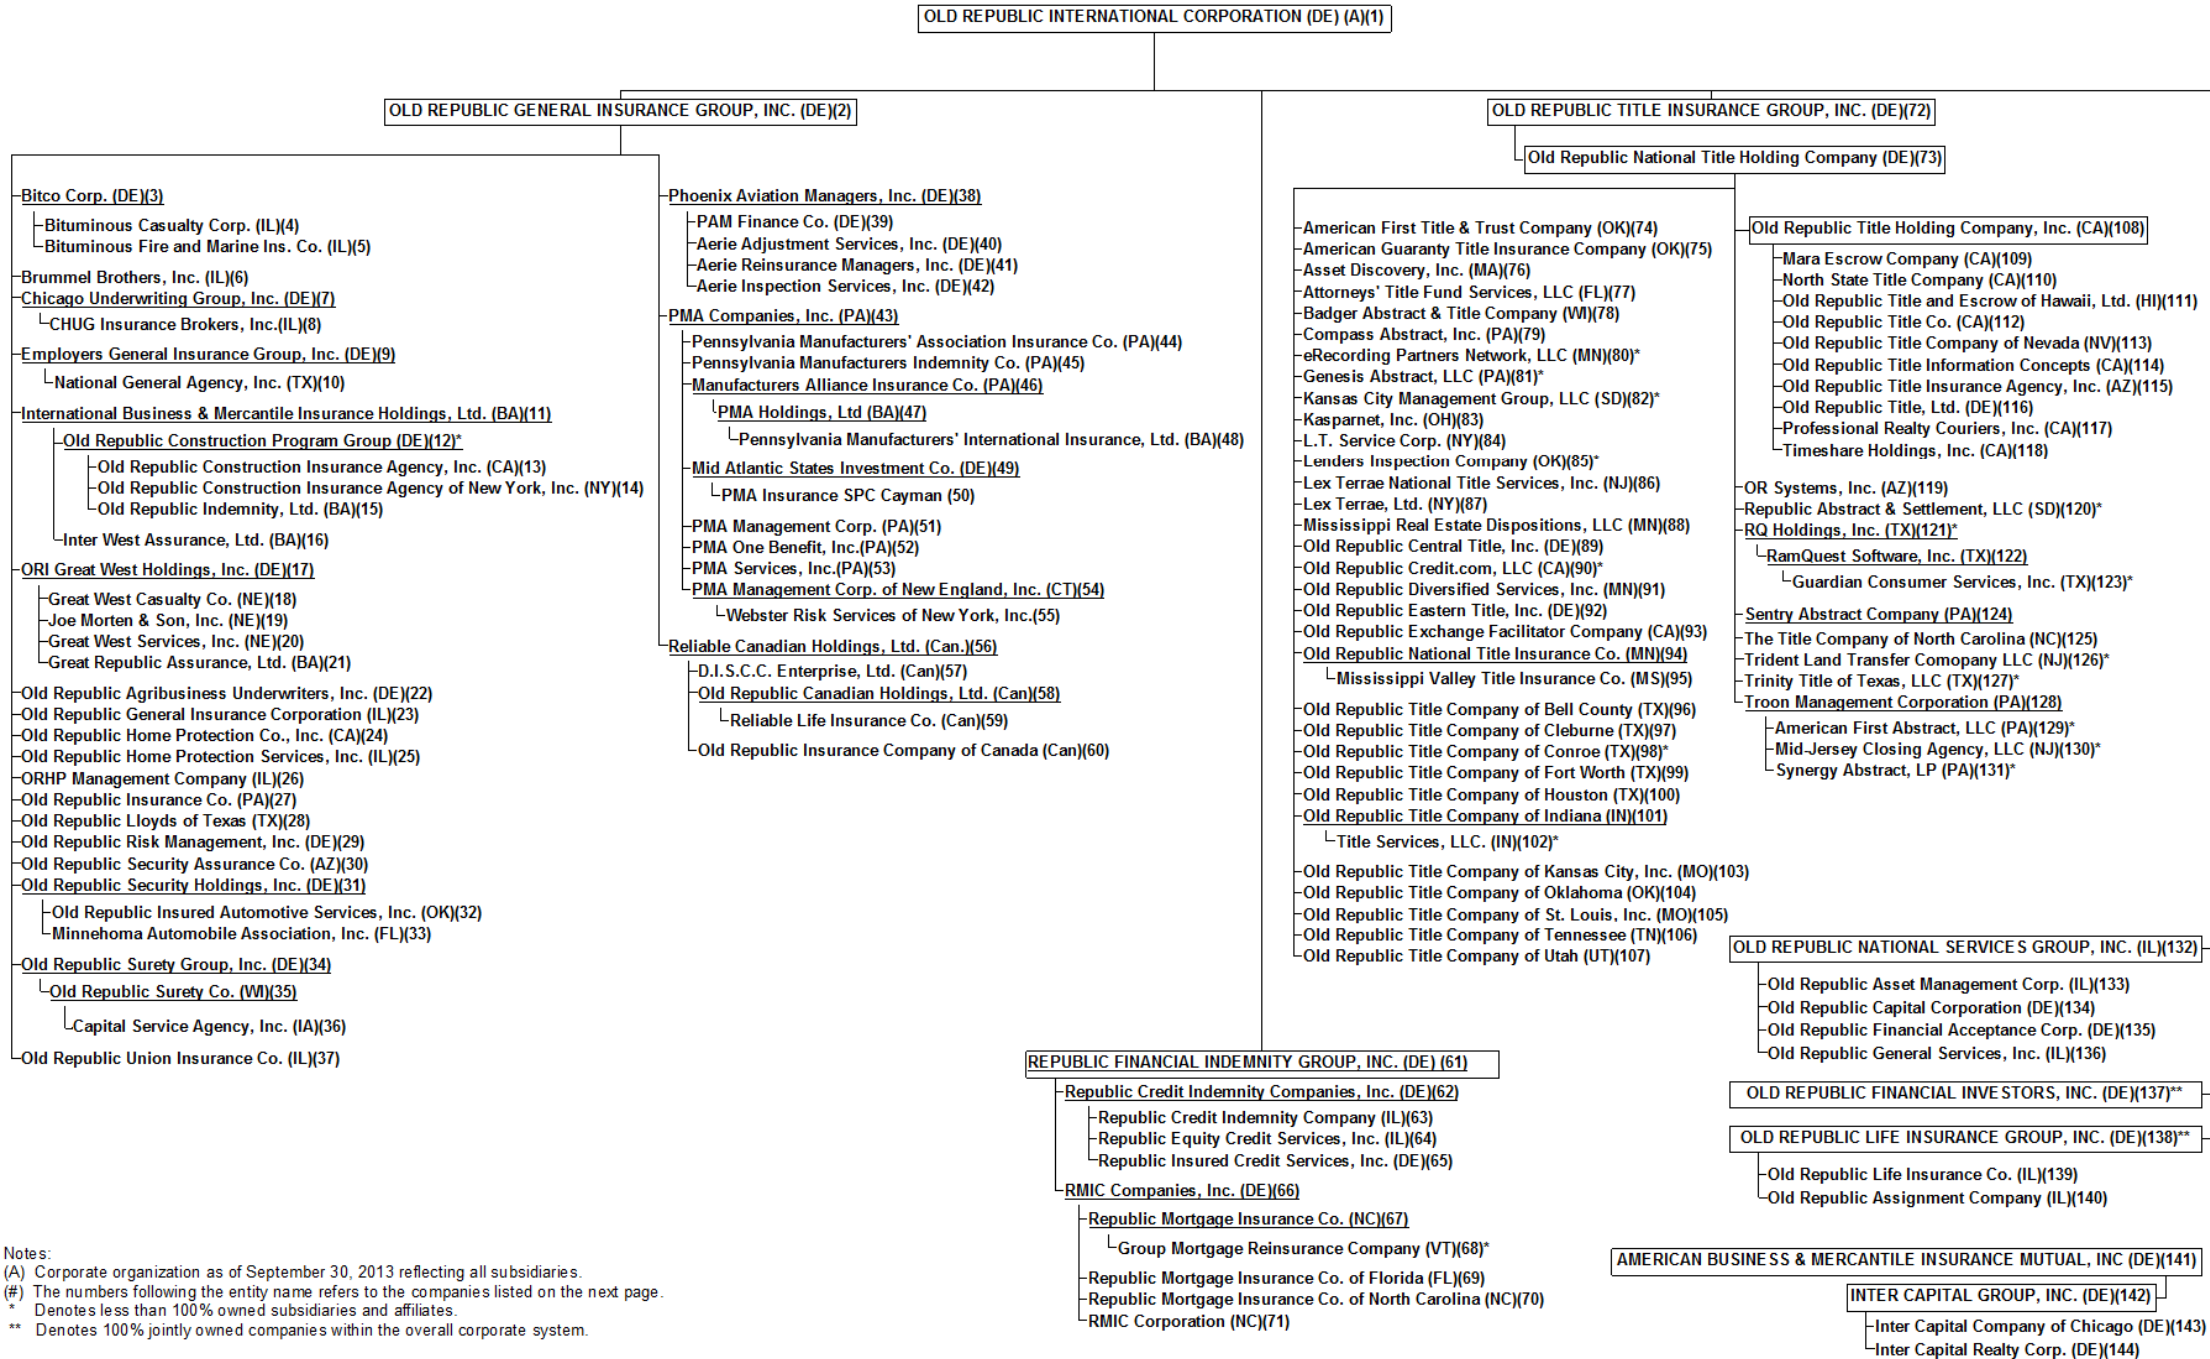 OLD REPUBLIC INTERNATIONAL CORPORATION (DE) (A)(1)
OLD REPUBLIC GENERAL INSURANCE GROUP, INC. (DE)(2)
Bitco Corp. (DE)(3)
Bituminous Casualty Corp. (IL)(4)
Bituminous Fire and Marine Ins. Co. (IL)(5)
Brummel Brothers, Inc. (IL)(6)
Chicago Underwriting Group, Inc. (DE)(7)
CHUG Insurance Brokers, Inc.(IL)(8)
Employers General Insurance Group, Inc. (DE)(9)
National General Agency, Inc. (TX)(10)
International Business & Mercantile Insurance Holdings, Ltd. (BA)(11)
Old Republic Construction Program Group (DE)(12)*
Old Republic Construction Insurance Agency, Inc. (CA)(13)
Old Republic Construction Insurance Agency of New York, Inc. (NY)(14)
Old Republic Indemnity, Ltd. (BA)(15)
Inter West Assurance, Ltd. (BA)(16)
ORI Great West Holdings, Inc. (DE)(17)
Great West Casualty Co. (NE)(18)
Joe Morten & Son, Inc. (NE)(19)
Great West Services, Inc. (NE)(20)
Great Republic Assurance, Ltd. (BA)(21)
Old Republic Agribusiness Underwriters, Inc. (DE)(22)
Old Republic General Insurance Corporation (IL)(23)
Old Republic Home Protection Co., Inc. (CA)(24)
Old Republic Home Protection Services, Inc. (IL)(25)
ORHP Management Company (IL)(26)
Old Republic Insurance Co. (PA)(27)
Old Republic Lloyds of Texas (TX)(28)
Old Republic Risk Management, Inc. (DE)(29)
Old Republic Security Assurance Co. (AZ)(30)
Old Republic Security Holdings, Inc. (DE)(31)
Old Republic Insured Automotive Services, Inc. (OK)(32)
Minnehoma Automobile Association, Inc. (FL)(33)
Old Republic Surety Group, Inc. (DE)(34)
Old Republic Surety Co. (WI)(35)
Capital Service Agency, Inc. (IA)(36)
Old Republic Union Insurance Co. (IL)(37)
Phoenix Aviation Managers, Inc. (DE)(38)
PAM Finance Co. (DE)(39)
Aerie Adjustment Services, Inc. (DE)(40)
Aerie Reinsurance Managers, Inc. (DE)(41)
Aerie Inspection Services, Inc. (DE)(42)
PMA Companies, Inc. (PA)(43)
Pennsylvania Manufacturers' Association Insurance Co. (PA)(44)
Pennsylvania Manufacturers Indemnity Co. (PA)(45)
Manufacturers Alliance Insurance Co. (PA)(46)
PMA Holdings, Ltd (BA)(47)
Pennsylvania Manufacturers' International Insurance, Ltd. (BA)(48)
Mid Atlantic States Investment Co. (DE)(49)
PMA Insurance SPC Cayman (50)
PMA Management Corp. (PA)(51)
PMA One Benefit, Inc.(PA)(52)
PMA Services, Inc.(PA)(53)
PMA Management Corp. of New England, Inc. (CT)(54)
Webster Risk Services of New York, Inc.(55)
Reliable Canadian Holdings, Ltd. (Can.)(56)
D.I.S.C.C. Enterprise, Ltd. (Can)(57)
Old Republic Canadian Holdings, Ltd. (Can)(58)
Reliable Life Insurance Co. (Can)(59)
Old Republic Insurance Company of Canada (Can)(60)
REPUBLIC FINANCIAL INDEMNITY GROUP, INC. (DE) (61)
Republic Credit Indemnity Companies, Inc. (DE)(62)
Republic Credit Indemnity Company (IL)(63)
Republic Equity Credit Services, Inc. (IL)(64)
Republic Insured Credit Services, Inc. (DE)(65)
RMIC Companies, Inc. (DE)(66)
Republic Mortgage Insurance Co. (NC)(67)
Group Mortgage Reinsurance Company (VT)(68)*
Republic Mortgage Insurance Co. of Florida (FL)(69)
Republic Mortgage Insurance Co. of North Carolina (NC)(70)
RMIC Corporation (NC)(71)
OLD REPUBLIC TITLE INSURANCE GROUP, INC. (DE)(72)
Old Republic National Title Holding Company (DE)(73)
American First Title & Trust Company (OK)(74)
American Guaranty Title Insurance Company (OK)(75)
Asset Discovery, Inc. (MA)(76)
Attorneys' Title Fund Services, LLC (FL)(77)
Badger Abstract & Title Company (WI)(78)
Compass Abstract, Inc. (PA)(79)
eRecording Partners Network, LLC (MN)(80)*
Genesis Abstract, LLC (PA)(81)*
Kansas City Management Group, LLC (SD)(82)*
Kasparnet, Inc. (OH)(83)
L.T. Service Corp. (NY)(84)
Lenders Inspection Company (OK)(85)*
Lex Terrae National Title Services, Inc. (NJ)(86)
Lex Terrae, Ltd. (NY)(87)
Mississippi Real Estate Dispositions, LLC (MN)(88)
Old Republic Central Title, Inc. (DE)(89)
Old Republic Credit.com, LLC (CA)(90)*
Old Republic Diversified Services, Inc. (MN)(91)
Old Republic Eastern Title, Inc. (DE)(92)
Old Republic Exchange Facilitator Company (CA)(93)
Old Republic National Title Insurance Co. (MN)(94)
Mississippi Valley Title Insurance Co. (MS)(95)
Old Republic Title Company of Bell County (TX)(96)
Old Republic Title Company of Cleburne (TX)(97)
Old Republic Title Company of Conroe (TX)(98)*
Old Republic Title Company of Fort Worth (TX)(99)
Old Republic Title Company of Houston (TX)(100)
Old Republic Title Company of Indiana (IN)(101)
Title Services, LLC. (IN)(102)*
Old Republic Title Company of Kansas City, Inc. (MO)(103)
Old Republic Title Company of Oklahoma (OK)(104)
Old Republic Title Company of St. Louis, Inc. (MO)(105)
Old Republic Title Company of Tennessee (TN)(106)
Old Republic Title Company of Utah (UT)(107)
Old Republic Title Holding Company, Inc. (CA)(108)
Mara Escrow Company (CA)(109)
North State Title Company (CA)(110)
Old Republic Title and Escrow of Hawaii, Ltd. (HI)(111)
Old Republic Title Co. (CA)(112)
Old Republic Title Company of Nevada (NV)(113)
Old Republic Title Information Concepts (CA)(114)
Old Republic Title Insurance Agency, Inc. (AZ)(115)
Old Republic Title, Ltd. (DE)(116)
Professional Realty Couriers, Inc. (CA)(117)
Timeshare Holdings, Inc. (CA)(118)
OR Systems, Inc. (AZ)(119)
Republic Abstract & Settlement, LLC (SD)(120)*
RQ Holdings, Inc. (TX)(121)*
RamQuest Software, Inc. (TX)(122)
Guardian Consumer Services, Inc. (TX)(123)*
Sentry Abstract Company (PA)(124)
The Title Company of North Carolina (NC)(125)
Trident Land Transfer Comopany LLC (NJ)(126)*
Trinity Title of Texas, LLC (TX)(127)*
Troon Management Corporation (PA)(128)
American First Abstract, LLC (PA)(129)*
Mid-Jersey Closing Agency, LLC (NJ)(130)*
Synergy Abstract, LP (PA)(131)*
OLD REPUBLIC NATIONAL SERVICES GROUP, INC. (IL)(132)
Old Republic Asset Management Corp. (IL)(133)
Old Republic Capital Corporation (DE)(134)
Old Republic Financial Acceptance Corp. (DE)(135)
Old Republic General Services, Inc. (IL)(136)
OLD REPUBLIC FINANCIAL INVESTORS, INC. (DE)(137)**
OLD REPUBLIC LIFE INSURANCE GROUP, INC. (DE)(138)**
Old Republic Life Insurance Co. (IL)(139)
Old Republic Assignment Company (IL)(140)
AMERICAN BUSINESS & MERCANTILE INSURANCE MUTUAL, INC (DE)(141)
INTER CAPITAL GROUP, INC. (DE)(142)
Inter Capital Company of Chicago (DE)(143)
Inter Capital Realty Corp. (DE)(144)
Notes:
(A) Corporate organization as of September 30, 2013 reflecting all subsidiaries.
(#) The numbers following the entity name refers to the companies listed on the next page.
* Denotes less than 100% owned subsidiaries and affiliates.
** Denotes 100% jointly owned companies within the overall corporate system.